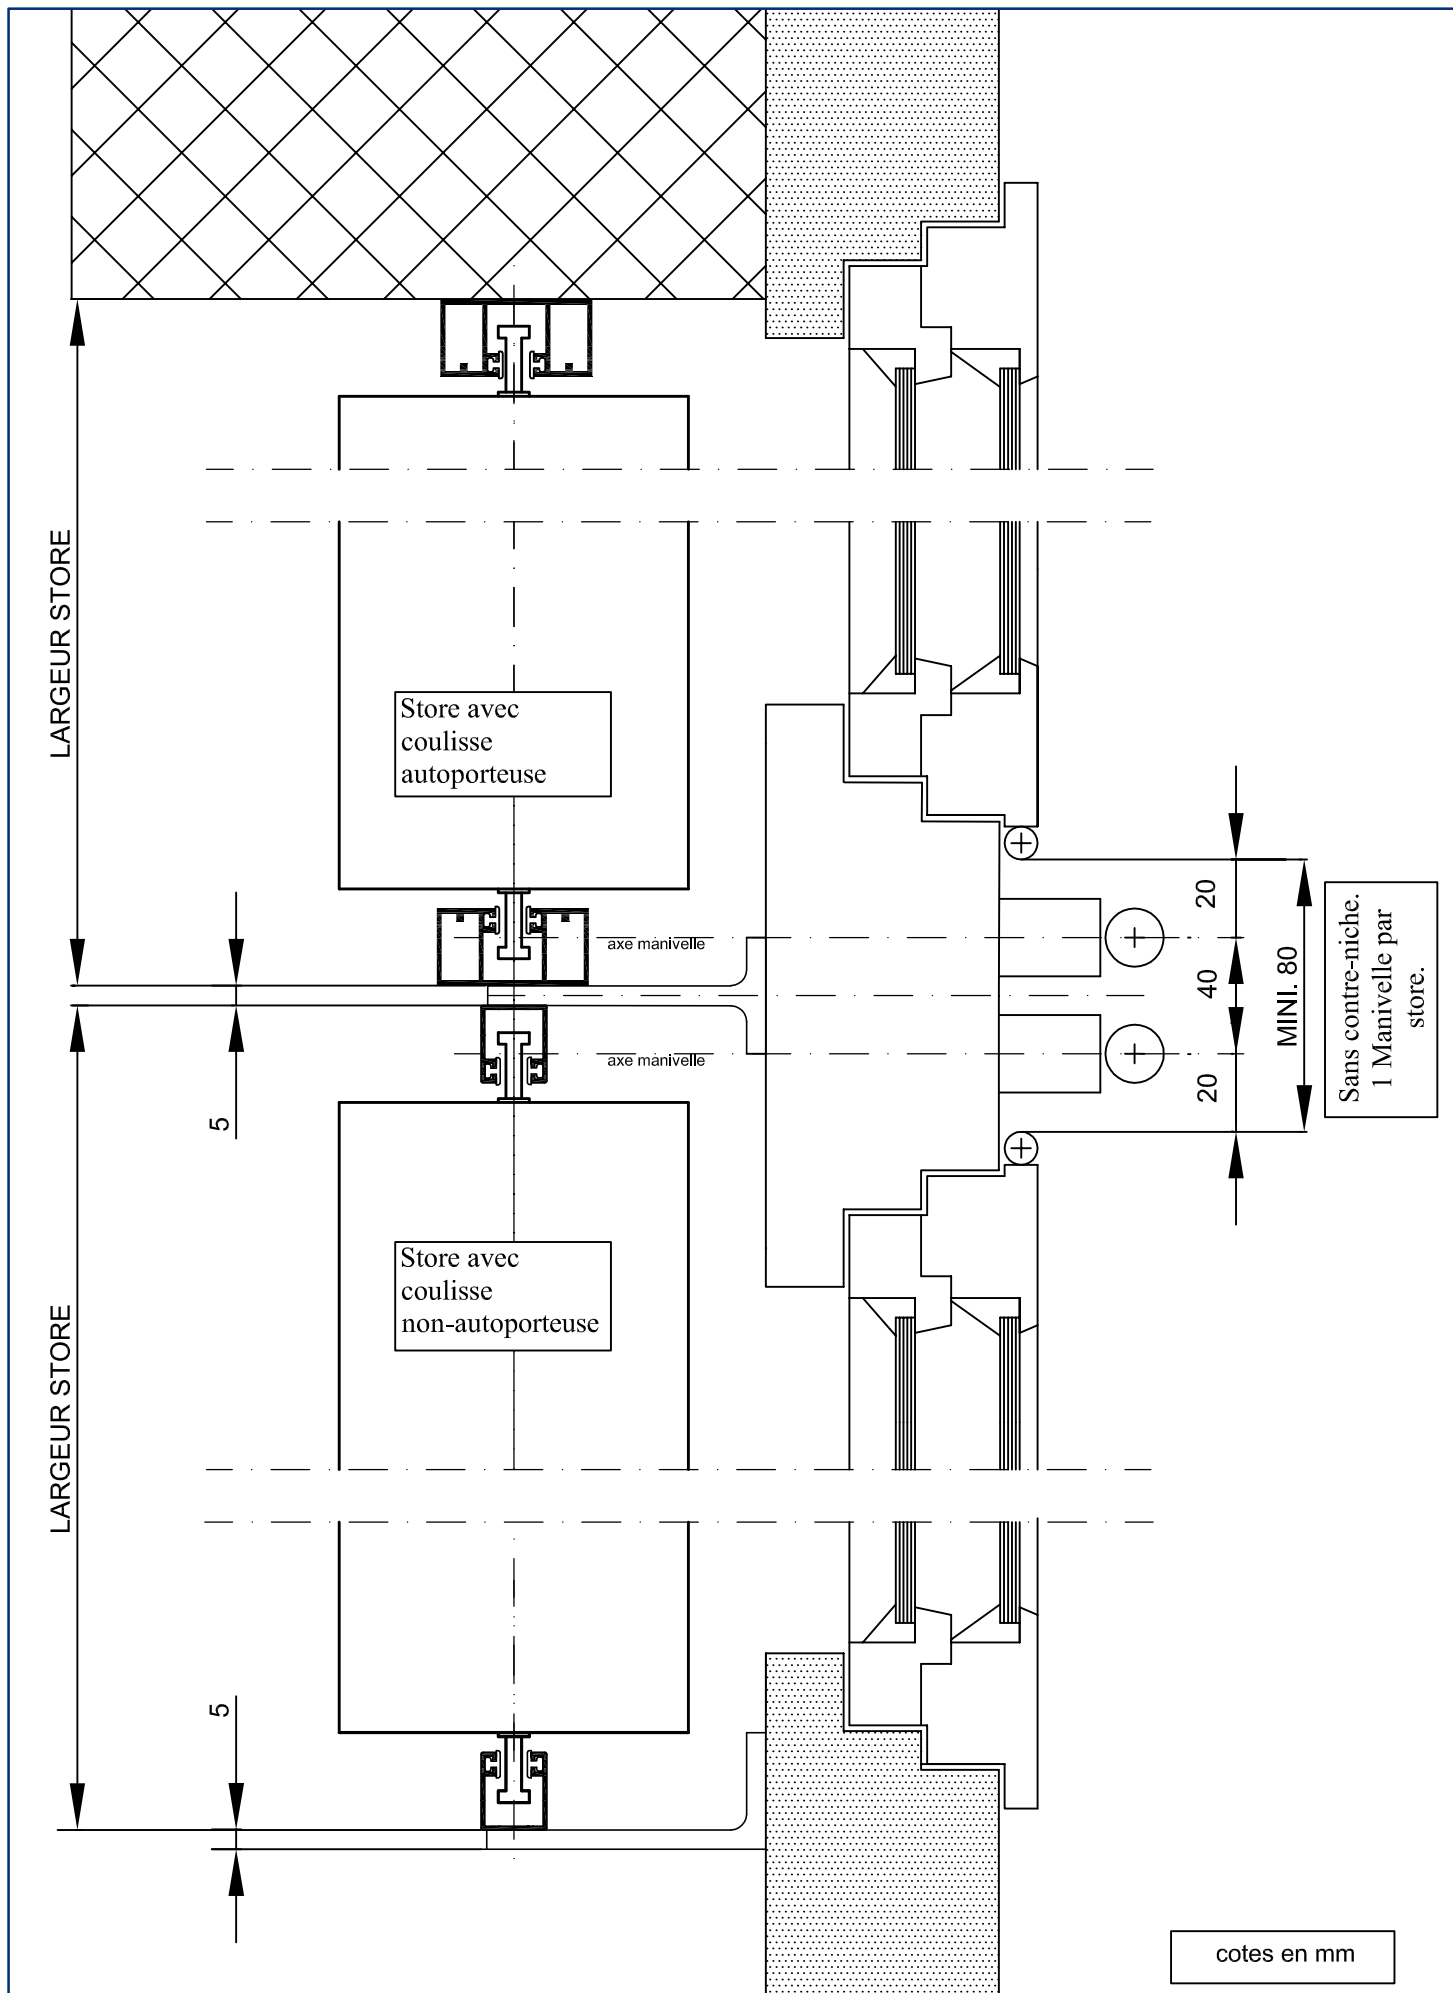 LARGEUR STORE
Store avec
coulisse
autoporteuse
axe manivelle
axe manivelle
5
20
40
20
MINI. 80
Sans contre-niche.
1 Manivelle par
store.
LARGEUR STORE
Store avec
coulisse
non-autoporteuse
5
cotes en mm